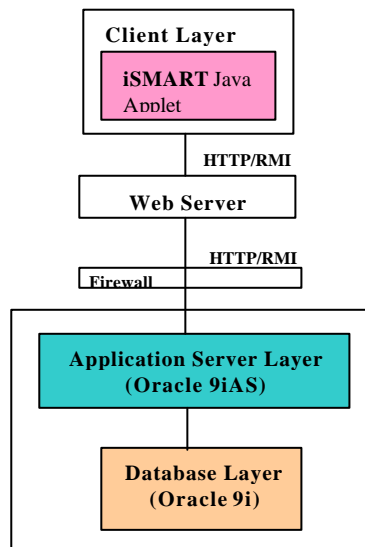 Client Layer
iSMART Java
Applet
HTTP/RMI
Web Server
HTTP/RMI
Firewall
Application Server Layer
(Oracle 9iAS)
Database Layer
(Oracle 9i)